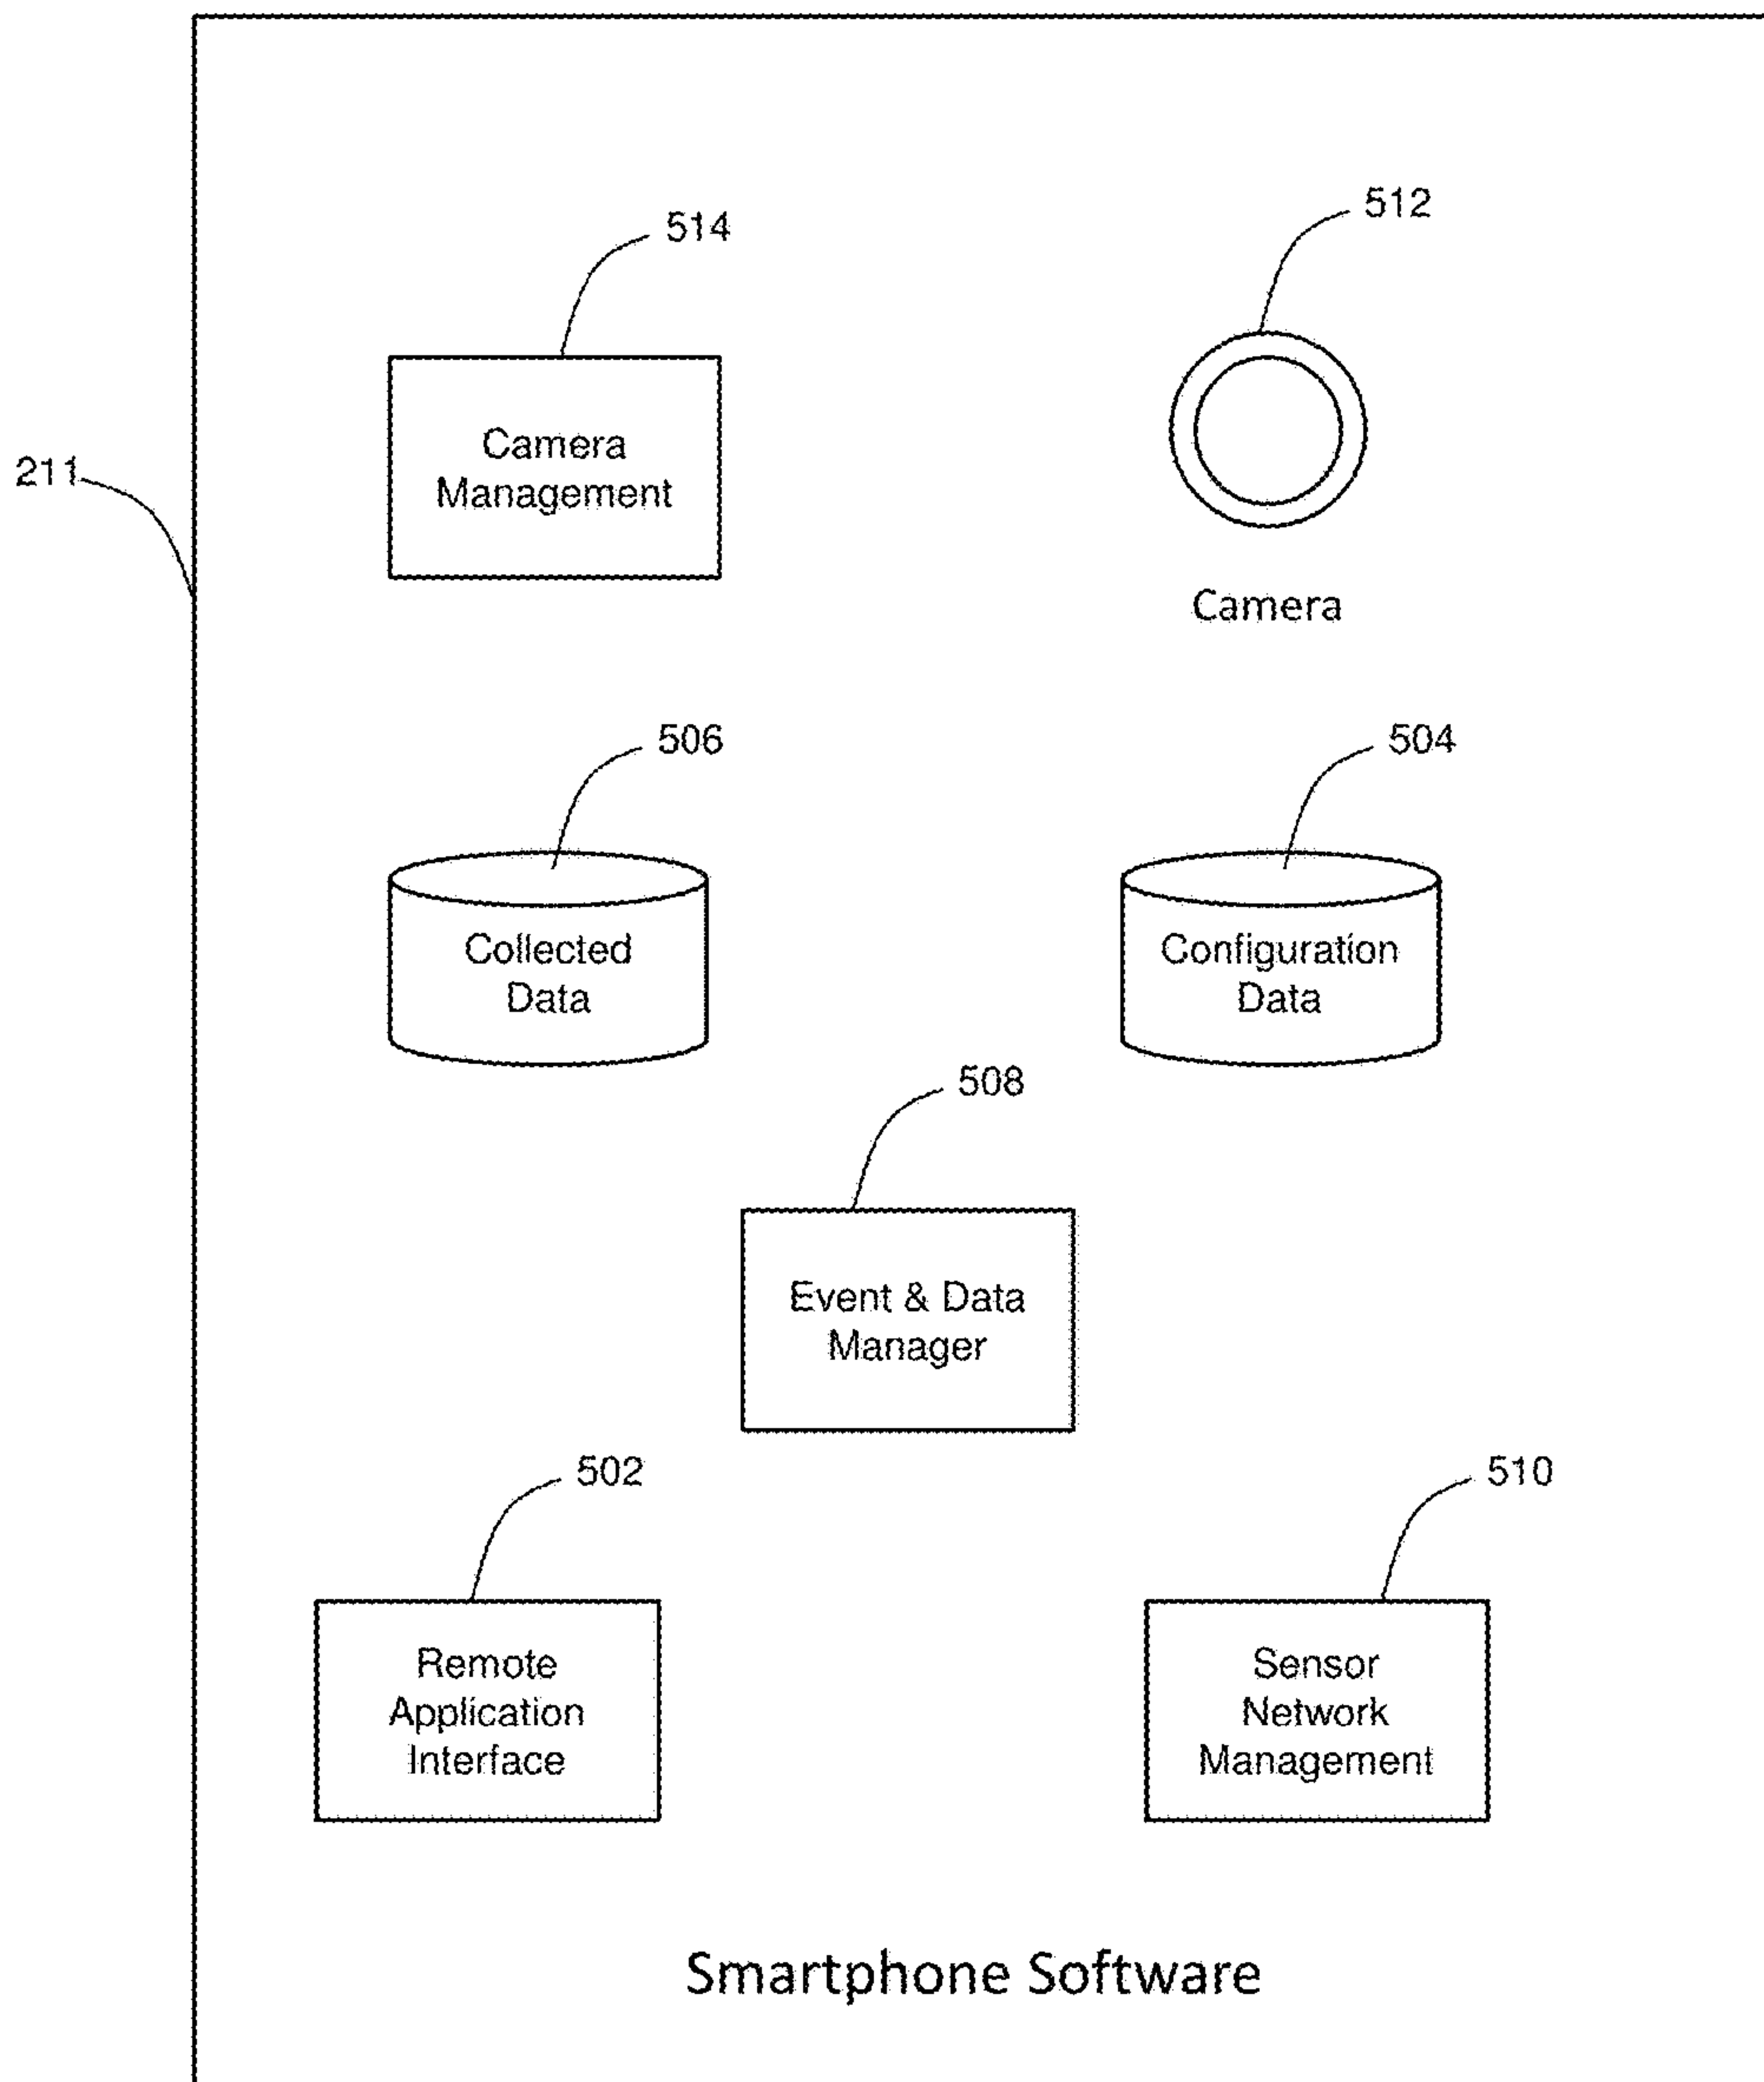 512
514
Camera
Management
211
Camera
506
504
Collected
Data
Configuration
Data
508
Event & Data
Manager
502
510
Remote
Application
Interface
Sensor
Network
Management
Smartphone Software